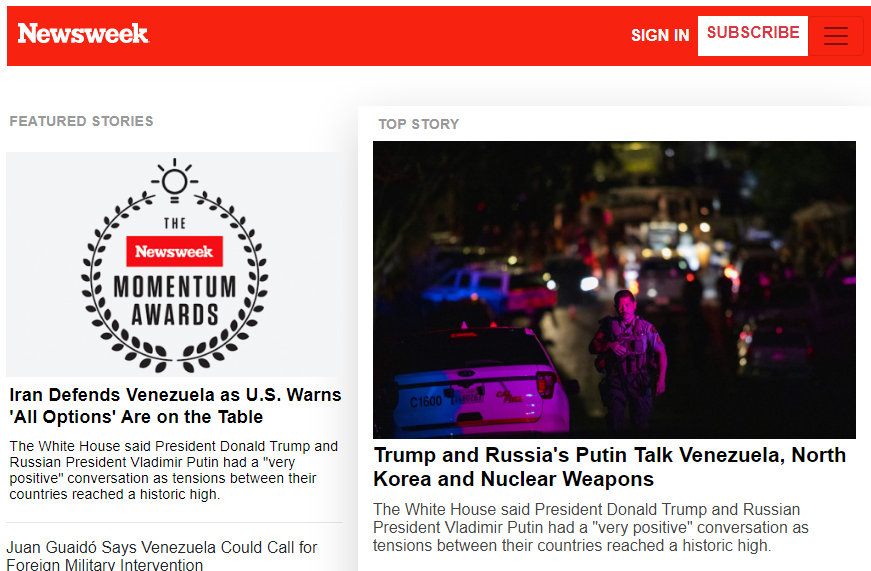 Newsweek
SIGN IN
SUBSCRIBE
FEATURED STORIES
THE
Newsweek
MOMENTUM
AWARDS
Iran Defends Venezuela as U.S. Warns
'All Options' Are on the Table
The White House said President Donald Trump and
Russian President Vladimir Putin had a "very
positive" conversation as tensions between their
countries reached a historic high.
Juan Guaidó Says Venezuela Could Call for
Foreign Military Intervention
TOP STORY
C1600
Trump and Russia's Putin Talk Venezuela, North
Korea and Nuclear Weapons
The White House said President Donald Trump and Russian
President Vladimir Putin had a "very positive" conversation as
tensions between their countries reached a historic high.